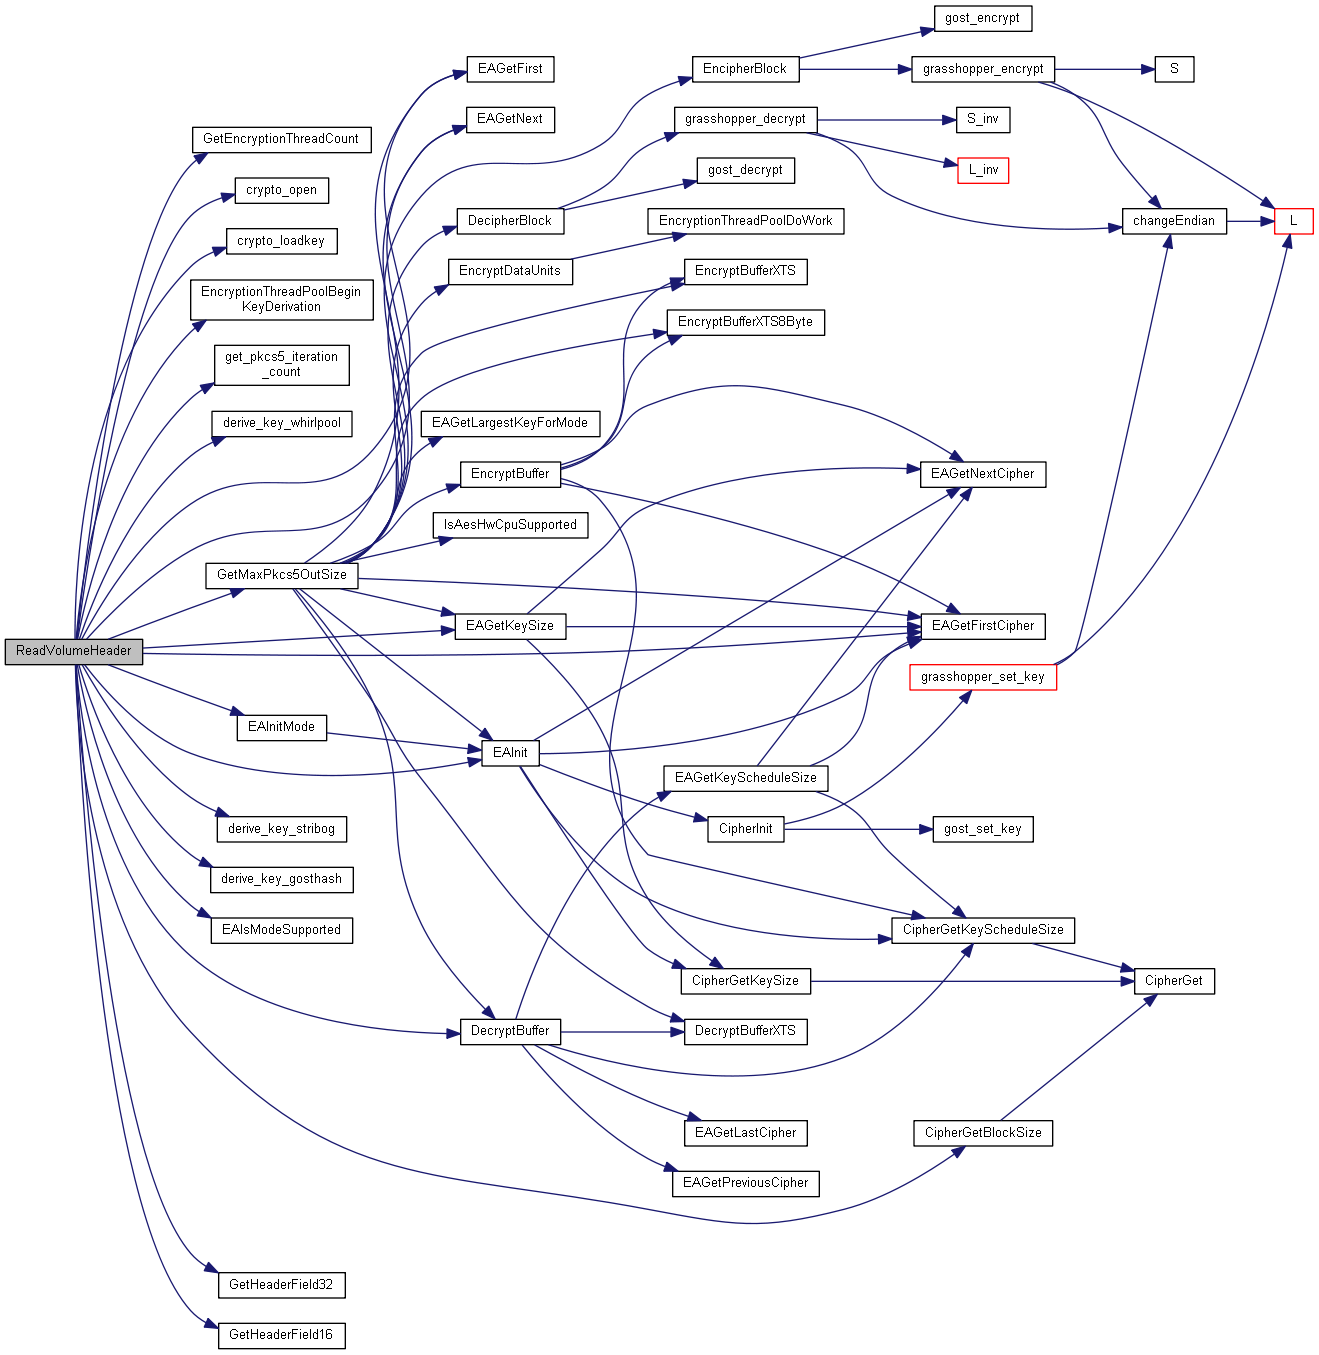 gost_encrypt
EAGetFirst
EncipherBlock
grasshopper_encrypt
S
EAGetNext
grasshopper_decrypt
S_inv
GetEncryptionThreadCount
gost_decrypt
L_inv
crypto_open
DecipherBlock
EncryptionThreadPoolDoWork
changeEndian
L
crypto_loadkey
EncryptDataUnits
EncryptBufferXTS
EncryptionThreadPoolBegin
KeyDerivation
EncryptBufferXTS8Byte
get_pkcs5_iteration
_count
derive_key_whirlpool
EAGetLargestKeyForMode
EncryptBuffer
EAGetNextCipher
IsAesHwCpuSupported
GetMaxPkcs5OutSize
EAGetKeySize
EAGetFirstCipher
ReadVolumeHeader
grasshopper_set_key
EAInitMode
EAInit
EAGetKeyScheduleSize
derive_key_stribog
CipherInit
gost_set_key
derive_key_gosthash
EAIsModeSupported
CipherGetKeyScheduleSize
CipherGetKeySize
CipherGet
DecryptBuffer
DecryptBufferXTS
EAGetLastCipher
CipherGetBlockSize
EAGetPreviousCipher
GetHeaderField32
GetHeaderField16